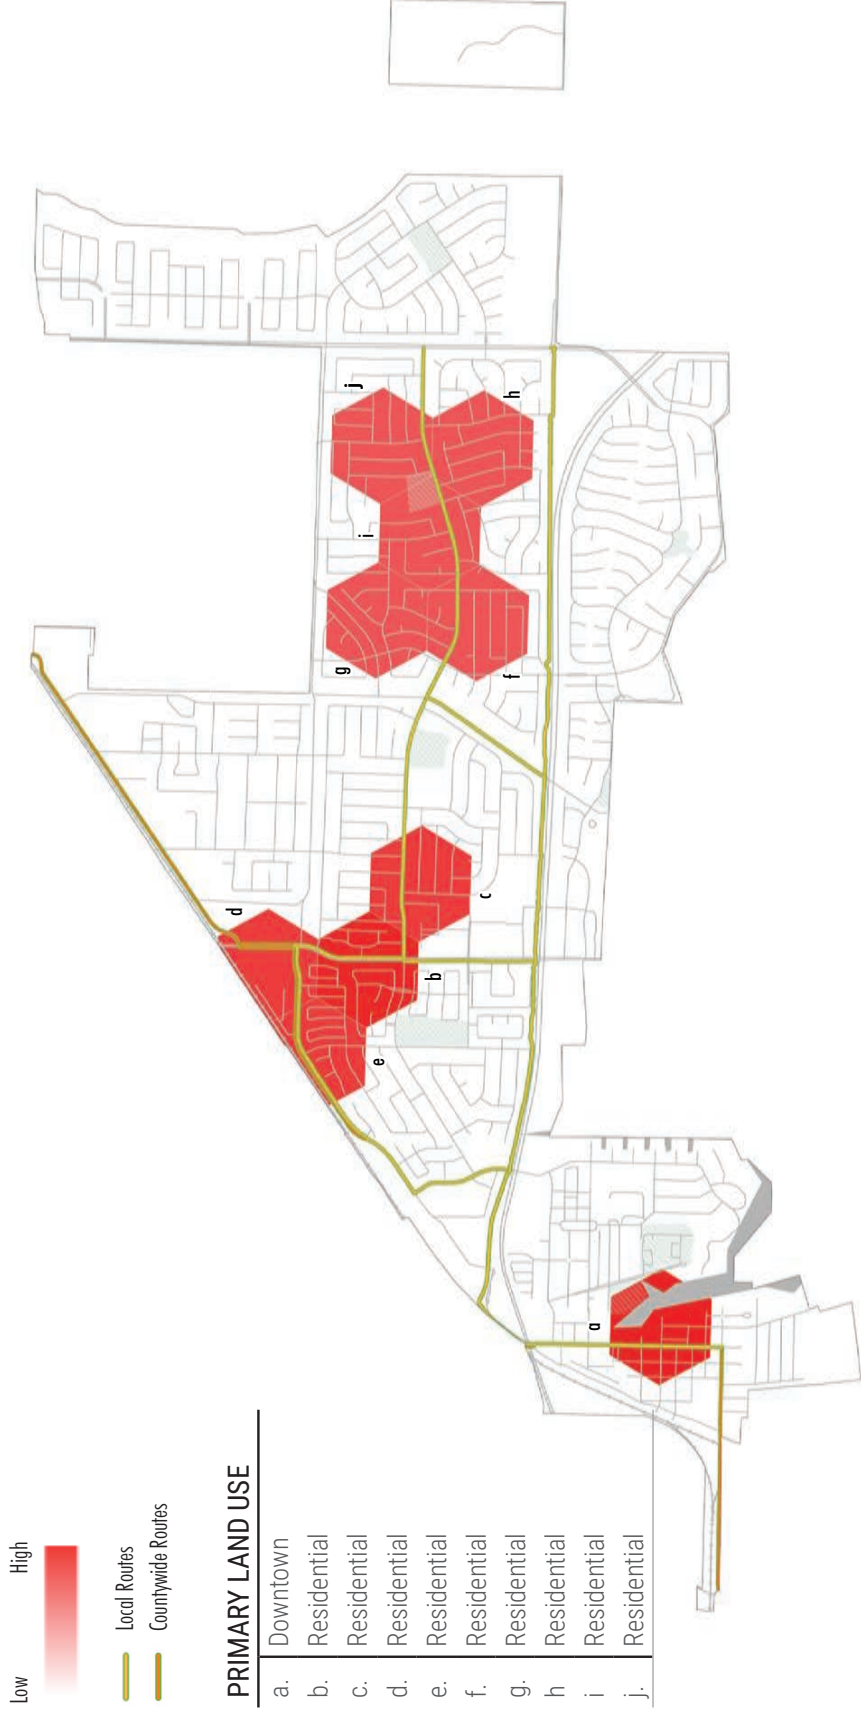 Low High
Local Routes
Countywide Routes
PRIMARY LAND USE
a. Downtown
b. Residential
c. Residential
d. Residential
e. Residential
f. Residential
g. Residential
h Residential
i Residential
j. Residential
a
b
c
d
e
f
g
h
i
j